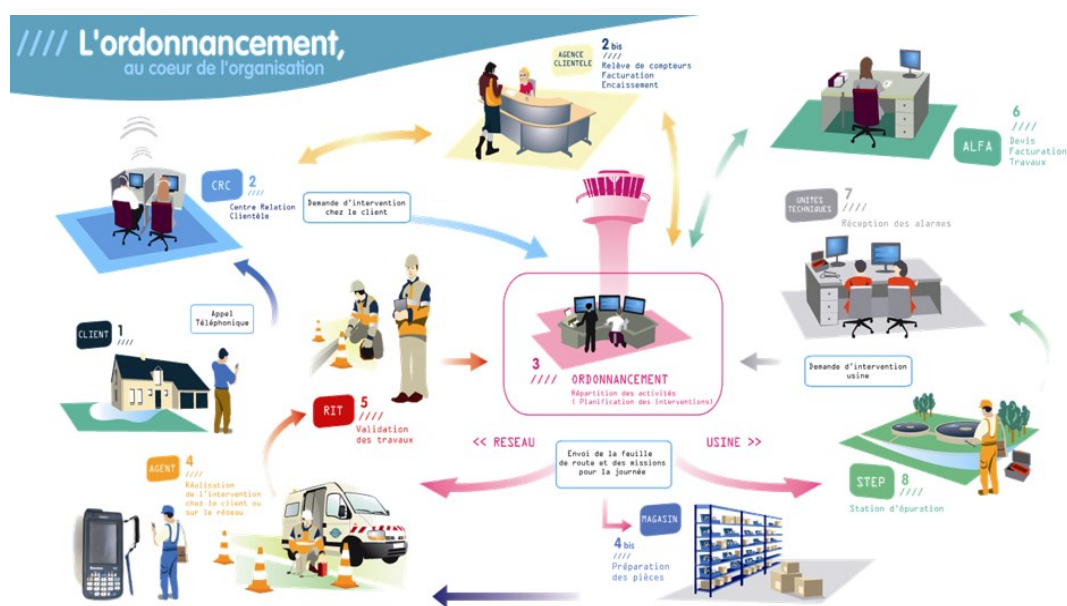 //// L'ordonnancement,
au coeur de l'organisation
AGENCE
CLIENTELE
2 bis
////
Relève de compteurs
Facturation
Encaissement
6
////
Devis
Facturation
Travaux
ALFA
CRC
2
////
Centre Relation
Clientèle
Demande d'intervention
chez le client
UNITES
TECHNIQUES
7
////
Réception des alarmes
Appel
Téléphonique
CLIENT
1
////
3
////
ORDONNANCEMENT
Répartition des activités
( Planification des interventions)
Demande d'intervention
usine
RIT
5
////
Validation
des travaux
<< RESEAU
USINE >>
Envoi de la feuille
de route et des missions
pour la journée
AGENT
4
////
Réalisation
de l'intervention
chez le client ou
sur le réseau
STEP
8
////
Station d'épuration
MAGASIN
4 bis
////
Préparation
des pièces